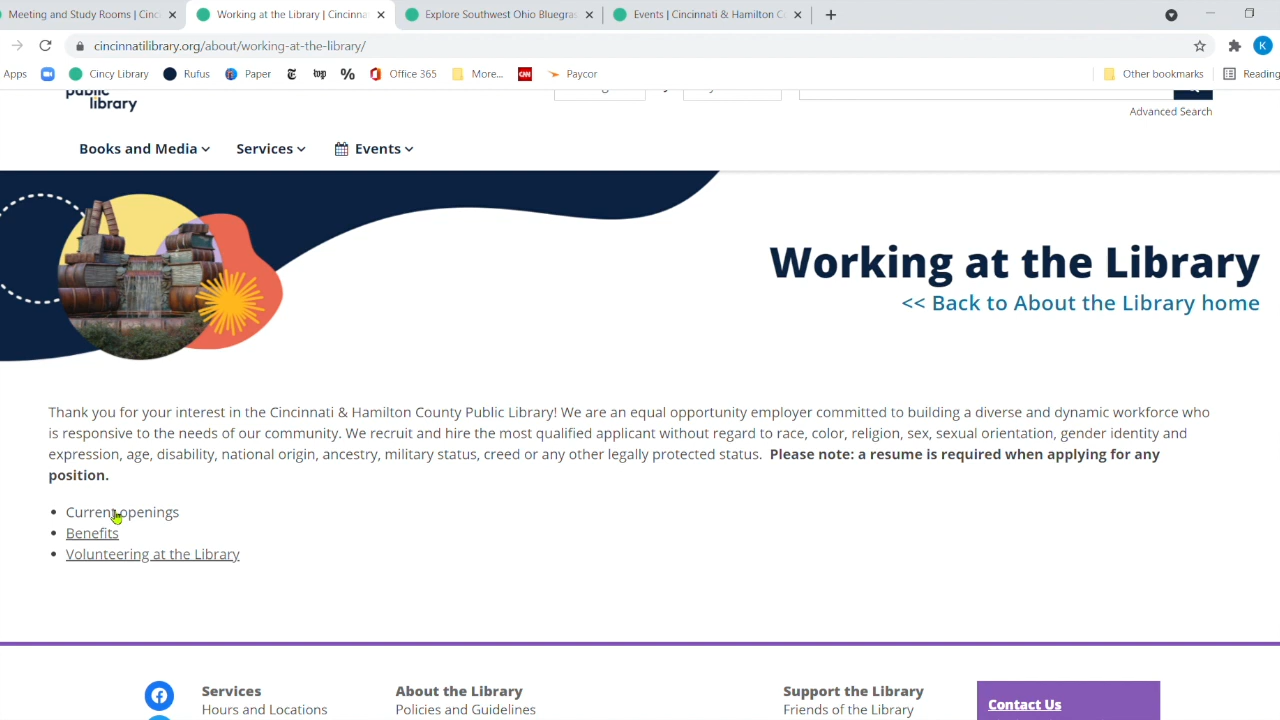 Meeting and Study Rooms | Cinc
Working at the Library | Cincinna
Explore Southwest Ohio Bluegras
Events | Cincinnati & Hamilton C
cincinnatilibrary.org/about/working-at-the-library/
K
Apps Cincy Library Rufus Paper Office 365 More... CNN Paycor Other bookmarks Reading
public
library
Advanced Search
Books and Media Services Events
Working at the Library
<< Back to About the Library home
Thank you for your interest in the Cincinnati & Hamilton County Public Library! We are an equal opportunity employer committed to building a diverse and dynamic workforce who
is responsive to the needs of our community. We recruit and hire the most qualified applicant without regard to race, color, religion, sex, sexual orientation, gender identity and
expression, age, disability, national origin, ancestry, military status, creed or any other legally protected status. Please note: a resume is required when applying for any
position.
• Current openings
• Benefits
• Volunteering at the Library
Services About the Library Support the Library Contact Us
Hours and Locations Policies and Guidelines Friends of the Library